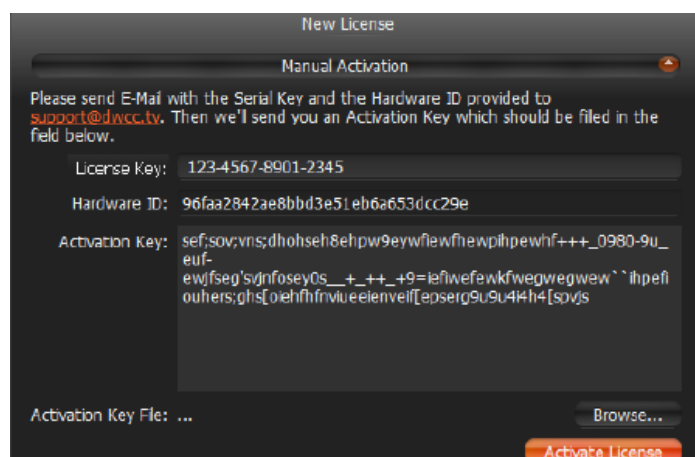 New License
Manual Activation
Please send E-Mail with the Serial Key and the Hardware ID provided to
support@dwcc.tv. Then we'll send you an Activation Key which should be filed in the
field below.
License Key: 123-4567-8901-2345
Hardware ID: 96faa2842ae8bbd3e51eb6a653dcc29e
Activation Key: sef;sov;vns;dhohseh8ehpw9eywfiewfhewpihpewhf+++_0980-9u_
euf-
ewjfseg'svjnfosey0s__+_++_+9=iefiwefewkfwegwegwew``ihpefi
ouhers;ghs[oiehfhfnviueeienveif[epserg9u9u4i4h4[spvjs
Activation Key File: ...
Browse...
Activate License